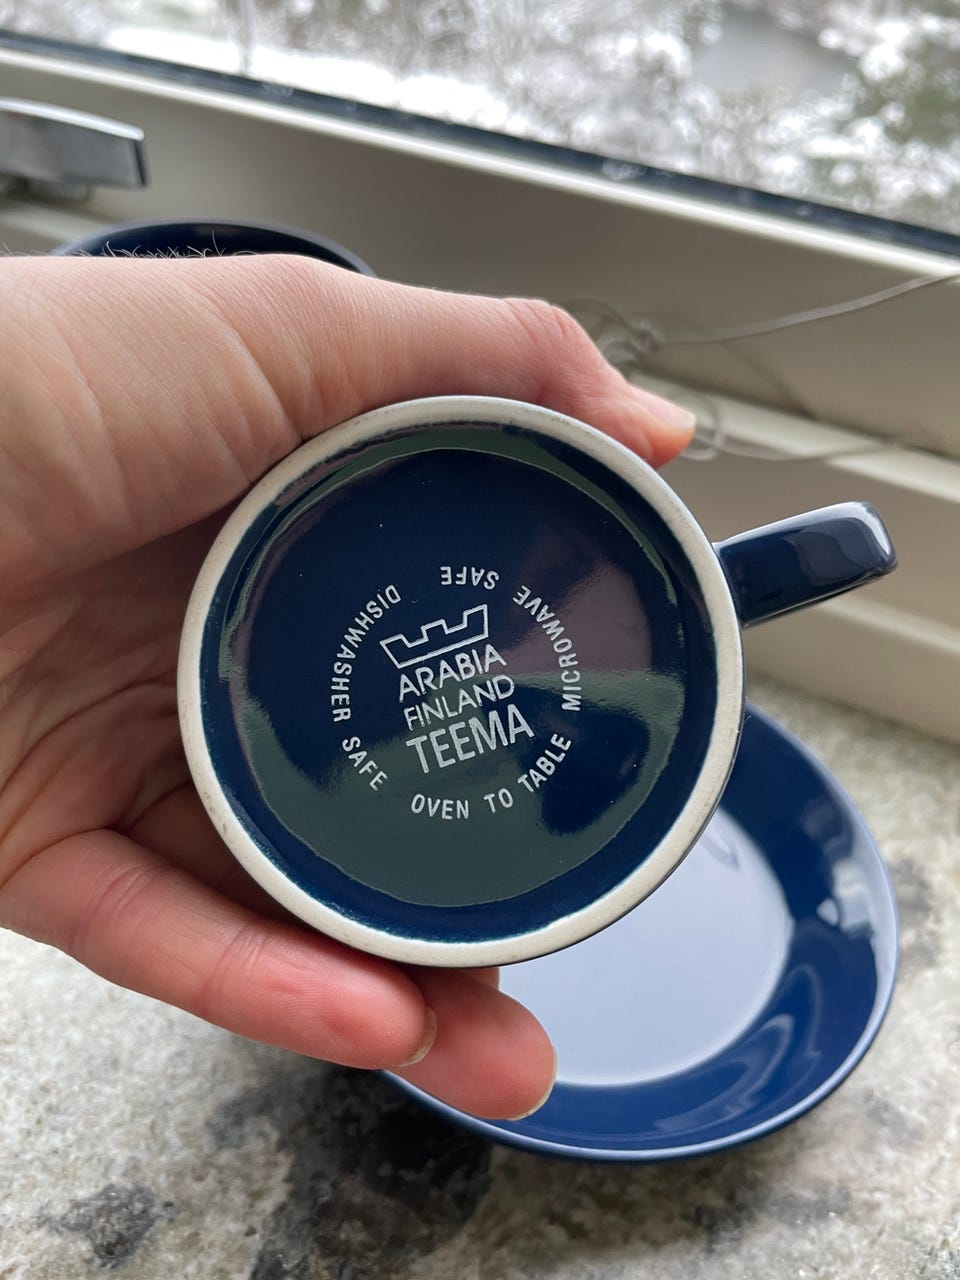 ARABIA
FINLAND
TEEMA
DISHWASHER SAFE
OVEN TO TABLE
MICROWAVE SAFE